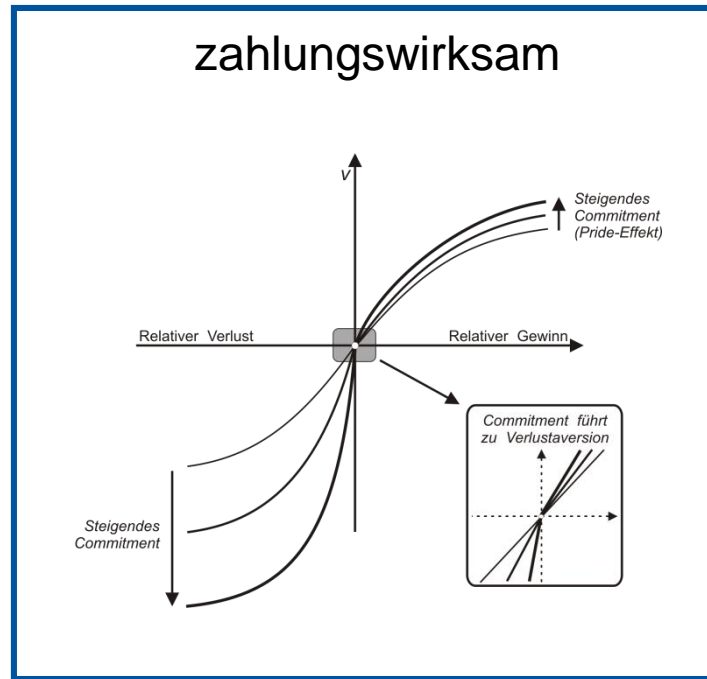 zahlungswirksam
v
Steigendes
Commitment
(Pride-Effekt)
Relativer Verlust
Relativer Gewinn
Commitment führt
zu Verlustaversion
Steigendes
Commitment